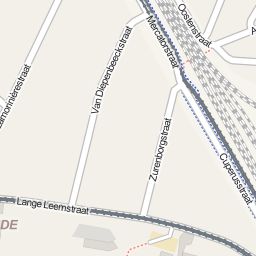 Oostenstraat
Mercatorstraat
Van Diepenbeeckstraat
Zurenborgstraat
Cuperusstraat
Lange Leemstraat